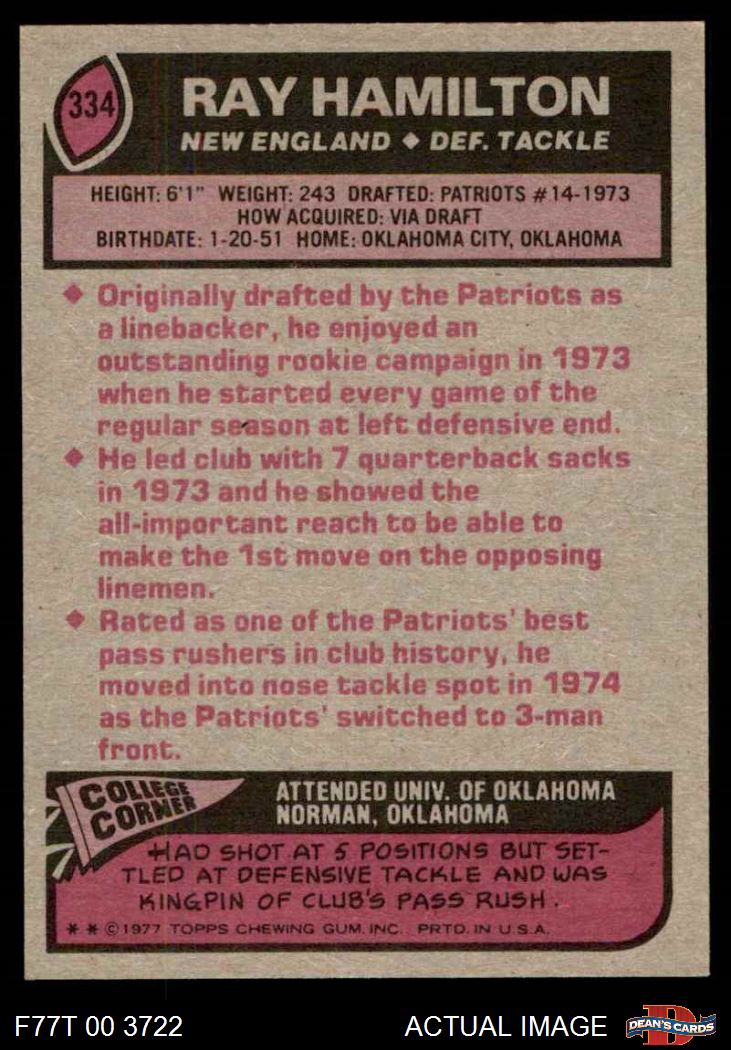 334
RAY HAMILTON
NEW ENGLAND ◆ DEF. TACKLE
HEIGHT: 6'1" WEIGHT: 243 DRAFTED: PATRIOTS #14-1973
HOW ACQUIRED: VIA DRAFT
BIRTHDATE: 1-20-51 HOME: OKLAHOMA CITY, OKLAHOMA
◆ Originally drafted by the Patriots as
a linebacker, he enjoyed an
outstanding rookie campaign in 1973
when he started every game of the
regular season at left defensive end.
◆ He led club with 7 quarterback sacks
in 1973 and he showed the
all-important reach to be able to
make the 1st move on the opposing
linemen.
◆ Rated as one of the Patriots' best
pass rushers in club history, he
moved into nose tackle spot in 1974
as the Patriots' switched to 3-man
front.
COLLEGE
CORNER
ATTENDED UNIV. OF OKLAHOMA
NORMAN, OKLAHOMA
HAD SHOT AT 5 POSITIONS BUT SET-
TLED AT DEFENSIVE TACKLE AND WAS
KINGPIN OF CLUB'S PASS RUSH.
* * © 1977 TOPPS CHEWING GUM, INC. PRTD. IN U.S.A.
F77T 00 3722
ACTUAL IMAGE
D
DEAN'S CARDS